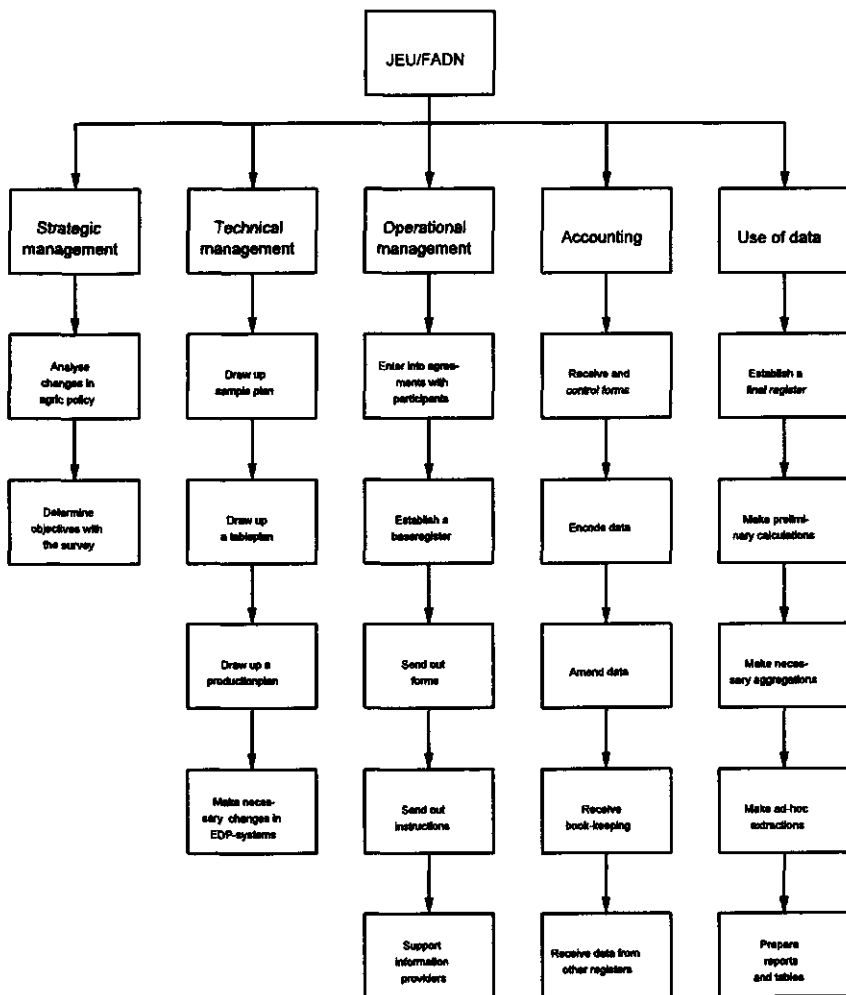 JEU/FADN
Strategic
management
Technical
management
Operational
management
Accounting
Use of data
Analyse
changes in
agric policy
Draw up
sample plan
Enter into agree-
ments with
participants
Receive and
control forms
Establish a
final register
Determine
objectives with
the survey
Draw up
a tableplan
Establish a
baseregister
Encode data
Make prelimi-
nary calculations
Draw up a
productionplan
Send out
forms
Amend data
Make neces-
sary aggregations
Make neces-
sary changes in
EDP-systems
Send out
instructions
Receive
book-keeping
Make ad-hoc
extractions
Support
information
providers
Receive data from
other registers
Prepare
reports
and tables